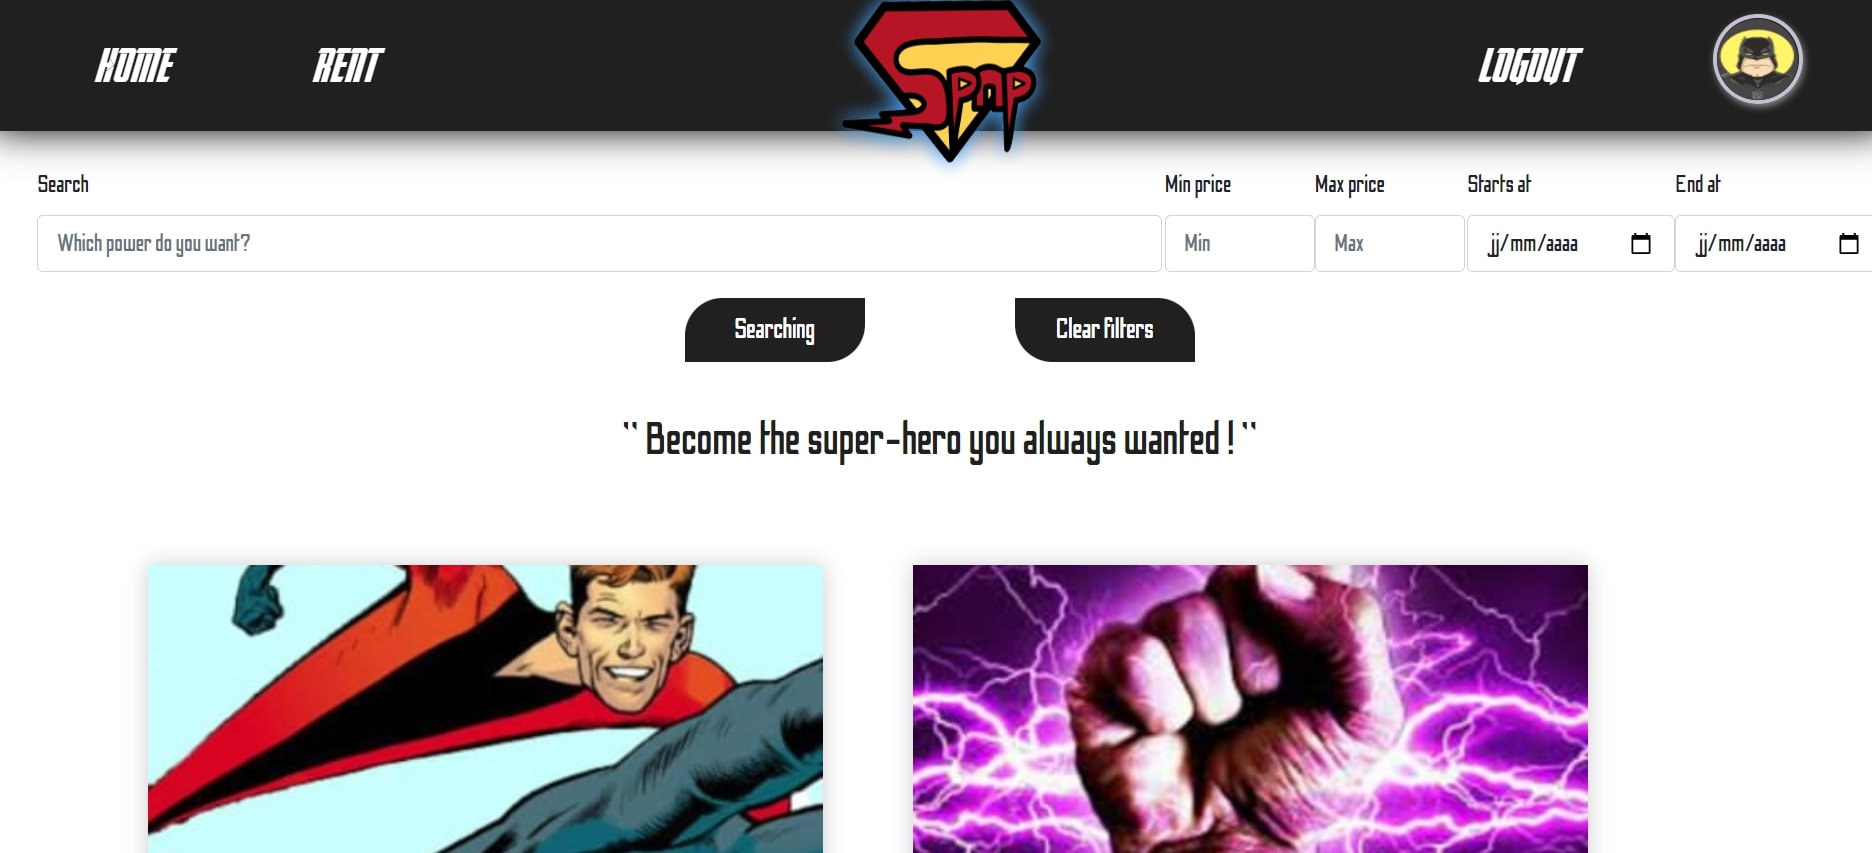 HOME RENT Spnp LOGOUT
Search Min price Max price Starts at End at
Which power do you want? Min Max jj/mm/aaaa jj/mm/aaaa
Searching Clear filters
" Become the super-hero you always wanted ! "